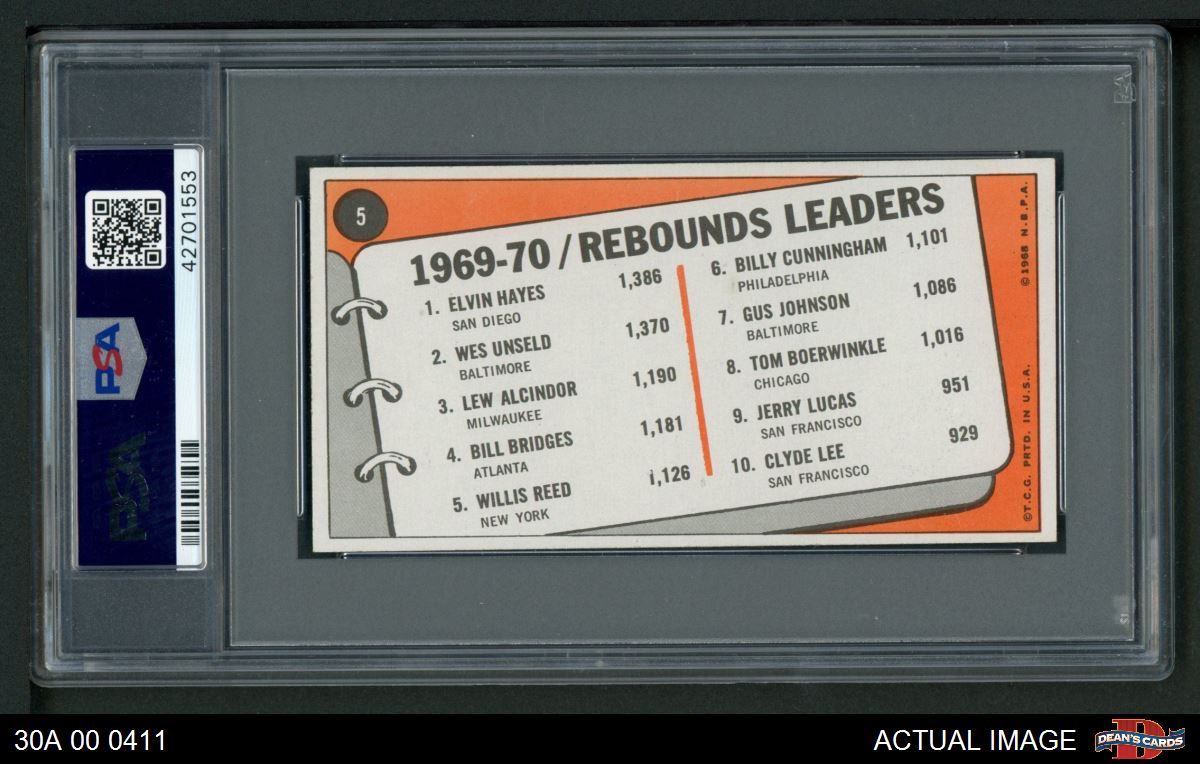 42701553
PSA
PSA
5
1969-70 / REBOUNDS LEADERS
1. ELVIN HAYES 1,386
SAN DIEGO
2. WES UNSELD 1,370
BALTIMORE
3. LEW ALCINDOR 1,190
MILWAUKEE
4. BILL BRIDGES 1,181
ATLANTA
5. WILLIS REED 1,126
NEW YORK
6. BILLY CUNNINGHAM 1,101
PHILADELPHIA
7. GUS JOHNSON 1,086
BALTIMORE
8. TOM BOERWINKLE 1,016
CHICAGO
9. JERRY LUCAS 951
SAN FRANCISCO
10. CLYDE LEE 929
SAN FRANCISCO
©T.C.G. PRTD. IN U.S.A. ©1968 N.B.P.A.
PSA
30A 00 0411
ACTUAL IMAGE
DEAN'S CARDS